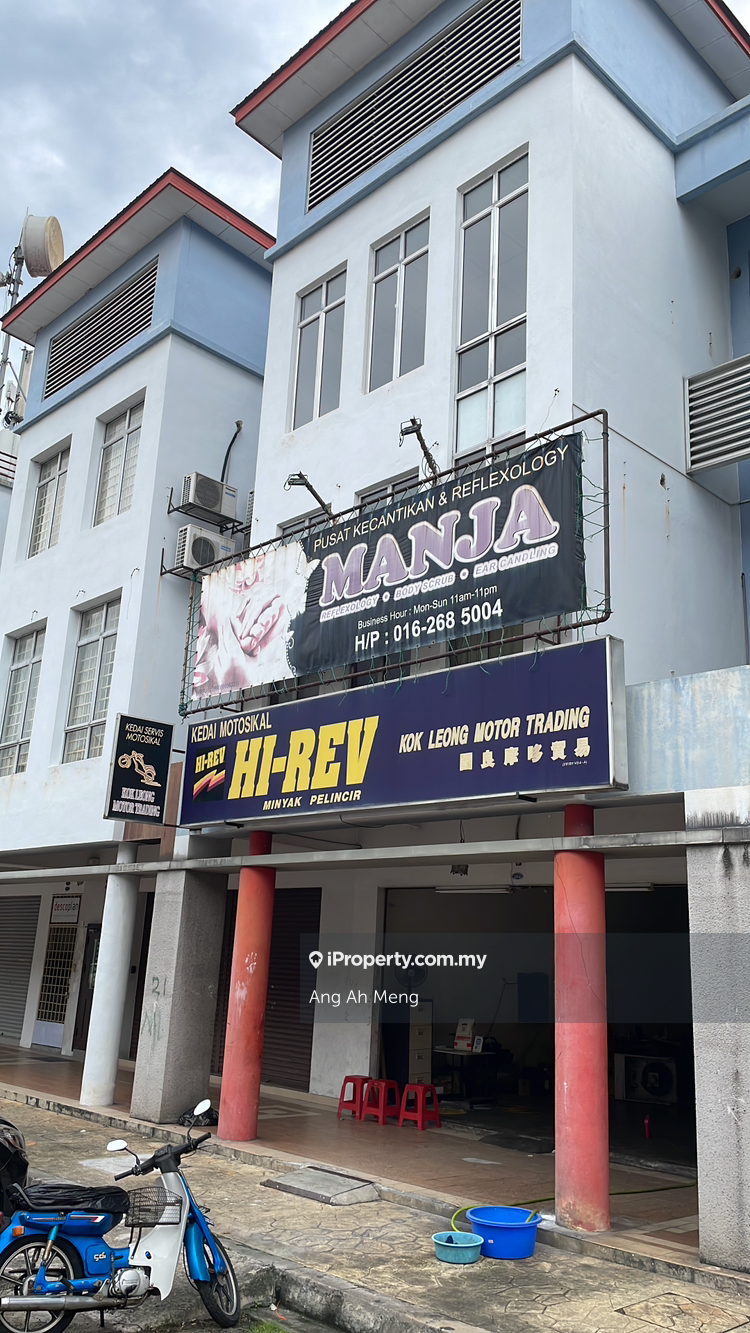 PUSAT KECANTIKAN & REFLEXOLOGY
MANJA
REFLEXOLOGY • BODY SCRUB • EAR CANDLING
Business Hour : Mon-Sun 11am-11pm
H/P : 016-268 5004
KEDAI MOTOSIKAL
HI-REV
HI-REV
MINYAK PELINCIR
KOK LEONG MOTOR TRADING
國良摩哆貿易
KEDAI SERVIS
MOTOSIKAL
KOK LEONG
MOTOR TRADING
descoplan
21
iProperty.com.my
Ang Ah Meng